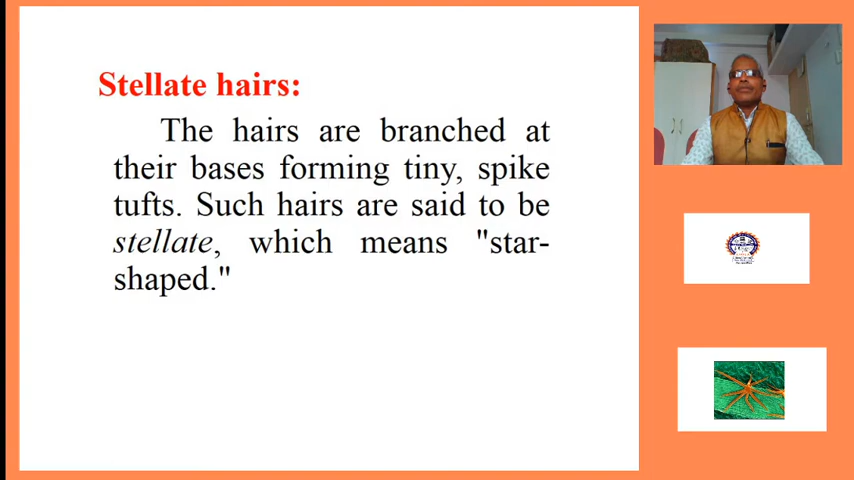 Stellate hairs:
The hairs are branched at
their bases forming tiny, spike
tufts. Such hairs are said to be
stellate, which means "star-
shaped."